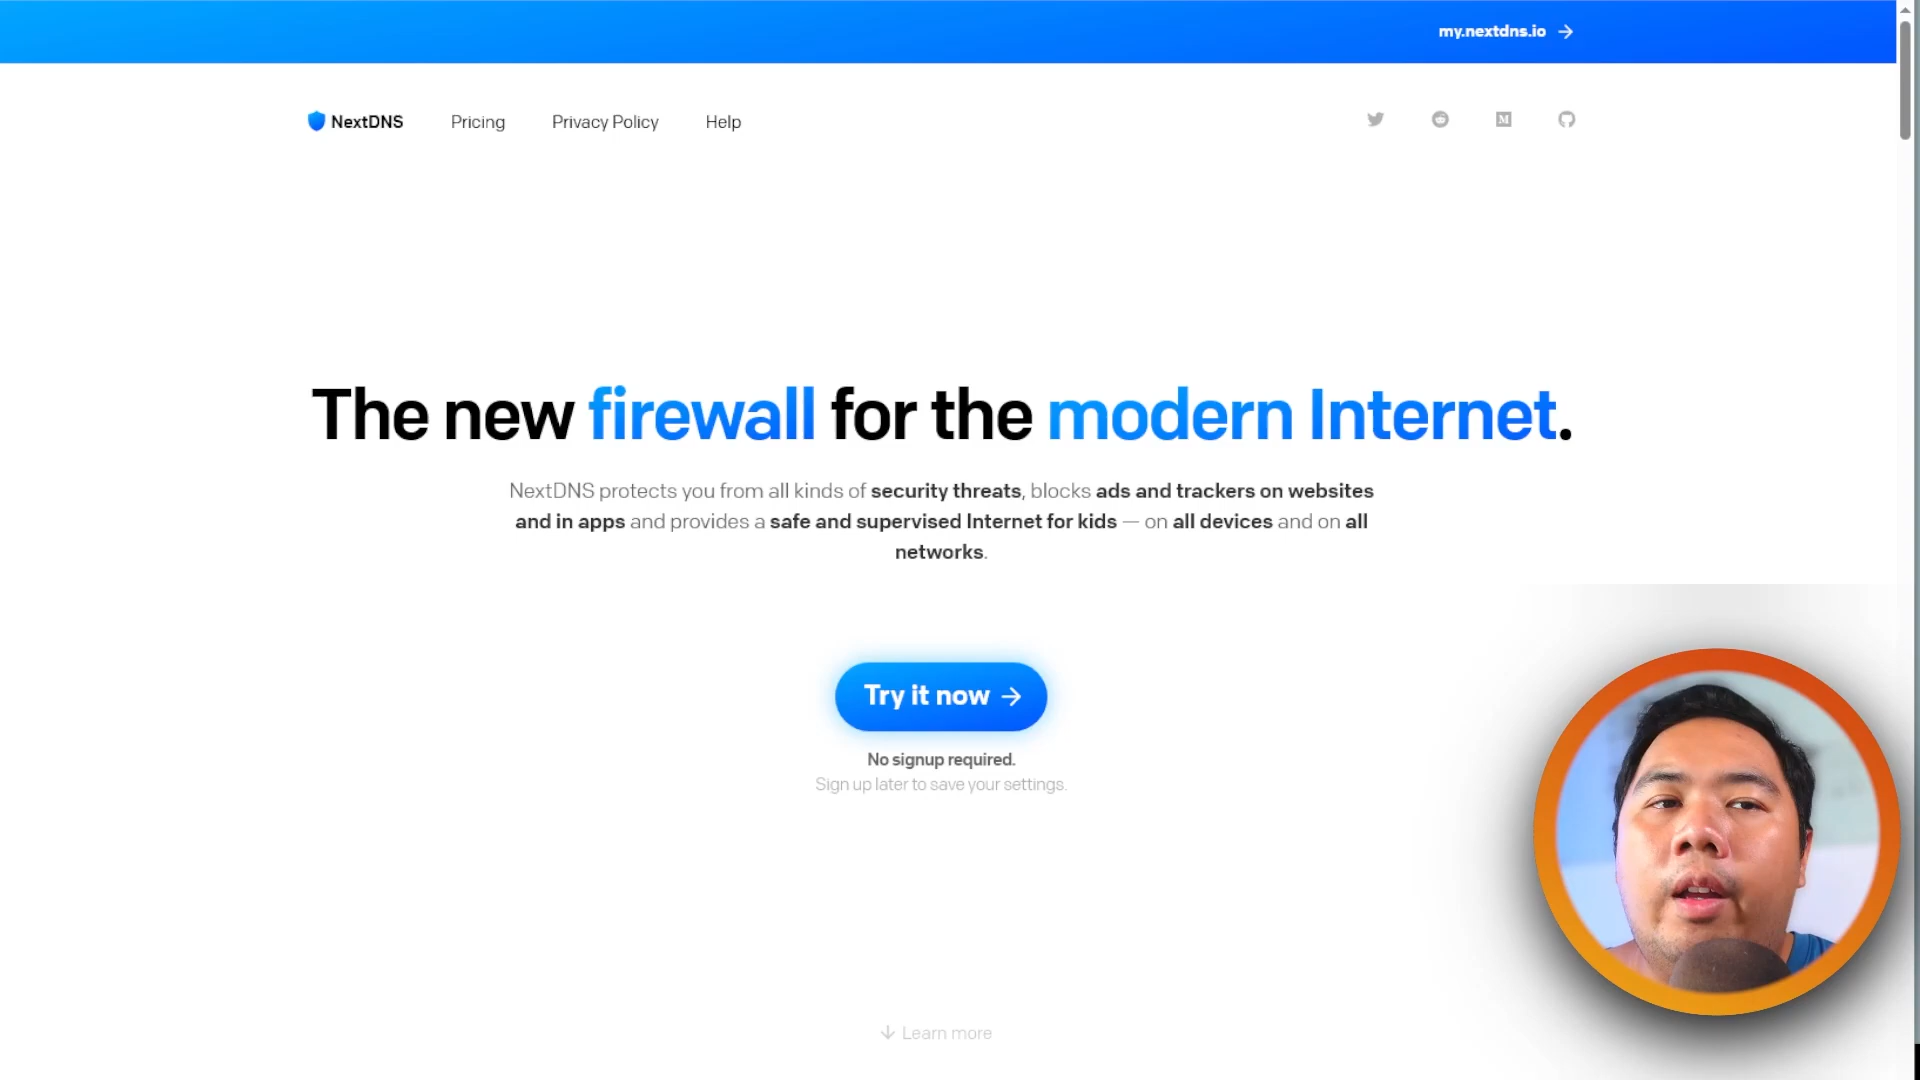 my.nextdns.io
NextDNS
Pricing
Privacy Policy
Help
The new firewall for the modern Internet.
NextDNS protects you from all kinds of security threats, blocks ads and trackers on websites
and in apps and provides a safe and supervised Internet for kids — on all devices and on all
networks.
Try it now
No signup required.
Sign up later to save your settings.
Learn more